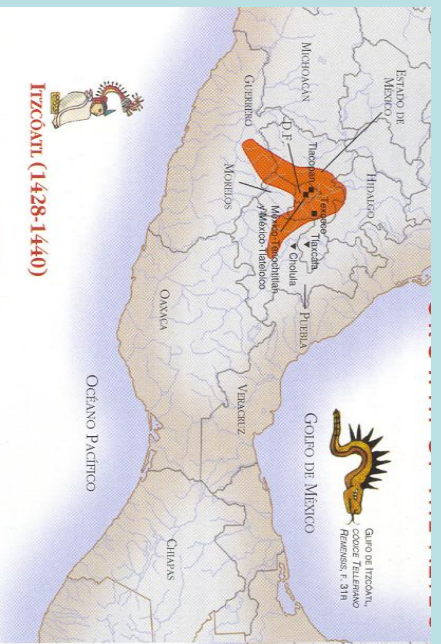 ESTADO DE
MÉXICO
MICHOACÁN
HIDALGO
GUERRERO
D.F.
Tlacopan
Texcoco
Tlaxcala
Cholula
México-Tenochtitlan
y México-Tlatelolco
MORELOS
PUEBLA
VERACRUZ
OAXACA
CHIAPAS
GOLFO DE MÉXICO
OCÉANO PACÍFICO
GLIFO DE ITZCÓATL,
CÓDICE TELLERIANO
REMENSIS, F. 31R
ITZCÓATL (1428-1440)